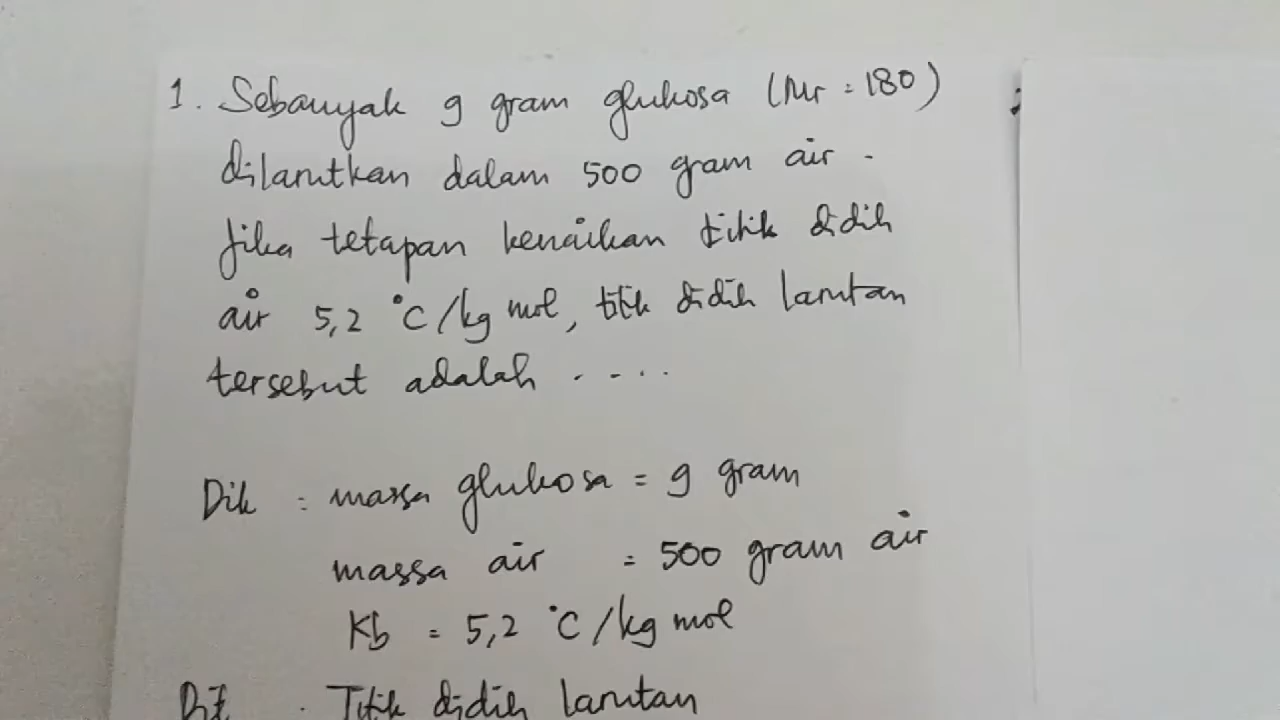 1. Sebanyak 9 gram glukosa (Mr = 180)
dilarutkan dalam 500 gram air.
Jika tetapan kenaikan titik didih
air 5,2 °C/kg mol, titik didih larutan
tersebut adalah .....
Dik : massa glukosa = 9 gram
massa air = 500 gram air
Kb = 5,2 °C/kg mol
Dit : Titik didih larutan